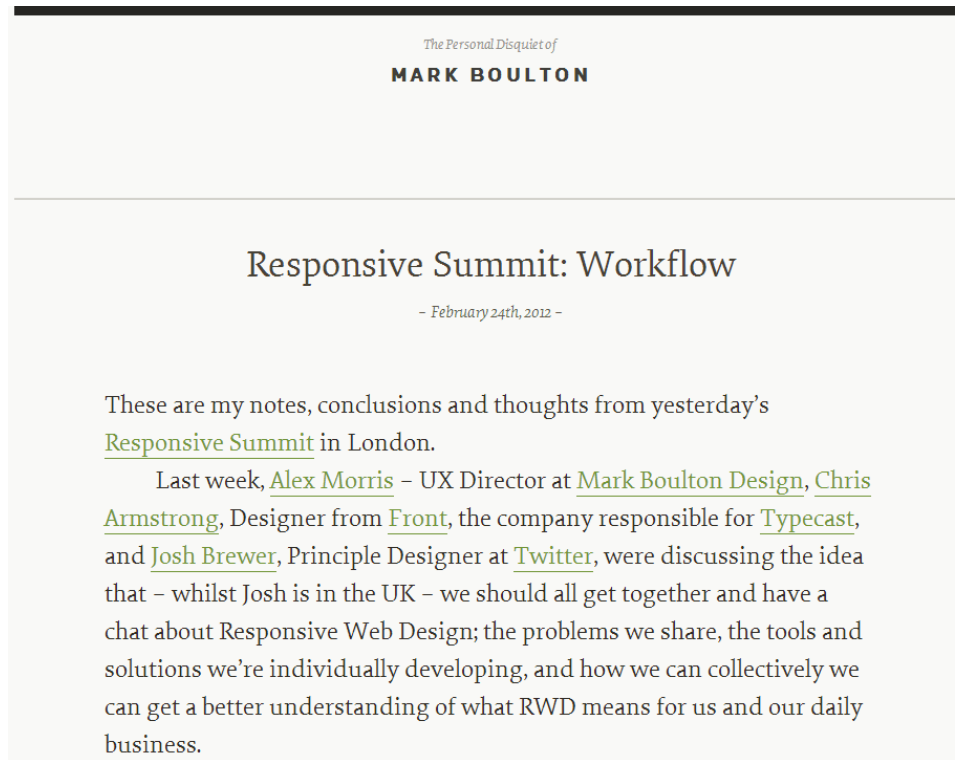 The Personal Disquiet of
MARK BOULTON
Responsive Summit: Workflow
– February 24th, 2012 –
These are my notes, conclusions and thoughts from yesterday’s
Responsive Summit in London.
Last week, Alex Morris – UX Director at Mark Boulton Design, Chris
Armstrong, Designer from Front, the company responsible for Typecast,
and Josh Brewer, Principle Designer at Twitter, were discussing the idea
that – whilst Josh is in the UK – we should all get together and have a
chat about Responsive Web Design; the problems we share, the tools and
solutions we’re individually developing, and how we can collectively we
can get a better understanding of what RWD means for us and our daily
business.